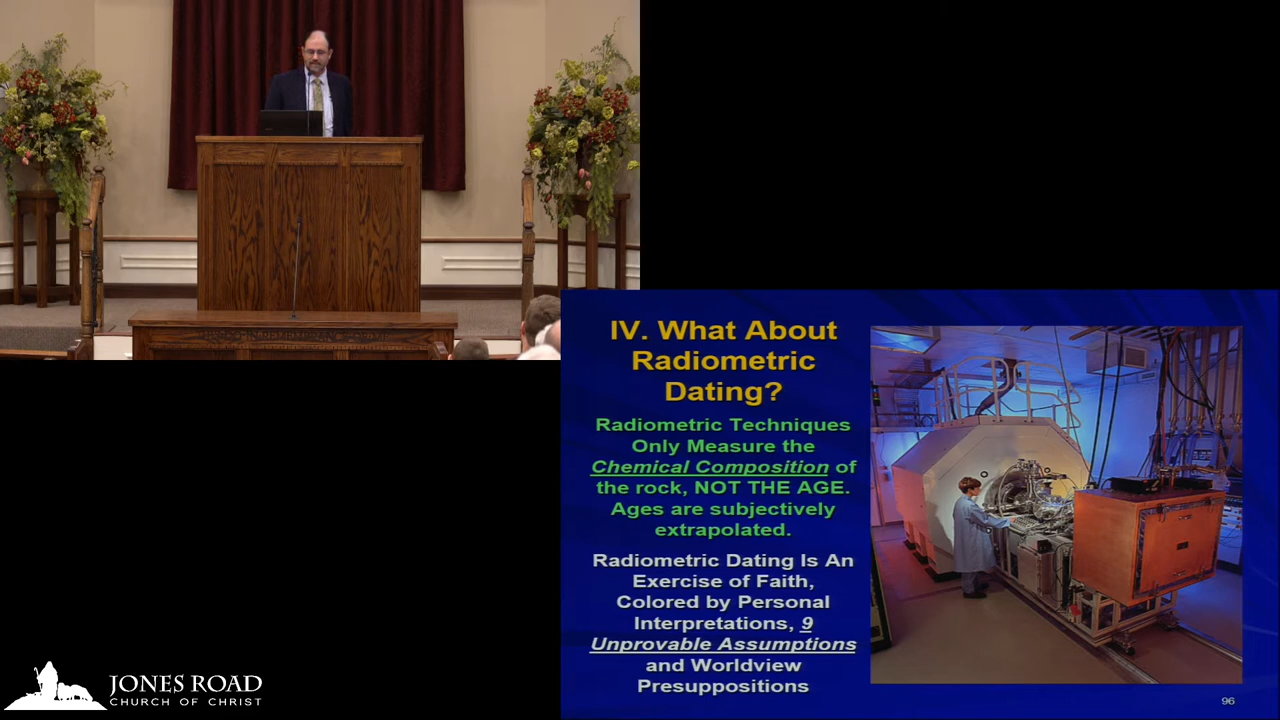 IV. What About
Radiometric
Dating?
Radiometric Techniques
Only Measure the
Chemical Composition of
the rock, NOT THE AGE.
Ages are subjectively
extrapolated.
Radiometric Dating Is An
Exercise of Faith,
Colored by Personal
Interpretations, 9
Unprovable Assumptions
and Worldview
Presuppositions
96
JONES ROAD
CHURCH OF CHRIST